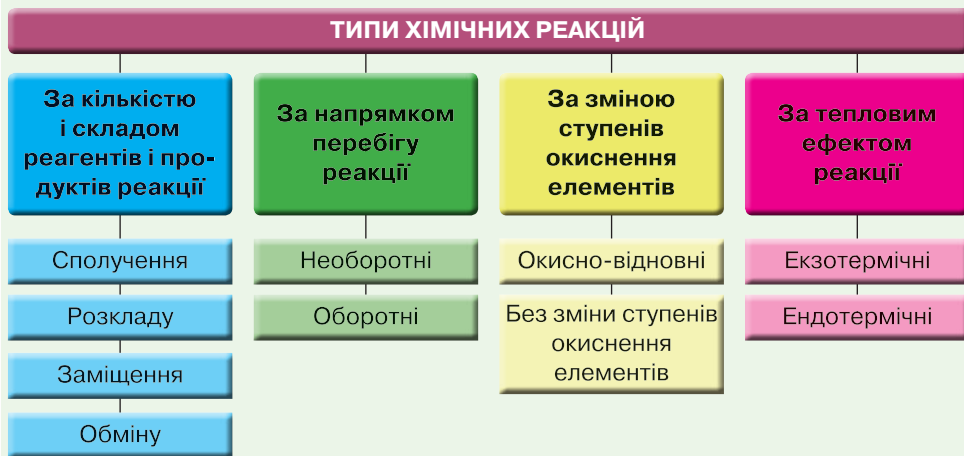 ТИПИ ХІМІЧНИХ РЕАКЦІЙ
За кількістю
і складом
реагентів і про-
дуктів реакції
Сполучення
Розкладу
Заміщення
Обміну
За напрямком
перебігу
реакції
Необоротні
Оборотні
За зміною
ступенів
окиснення
елементів
Окисно-відновні
Без зміни ступенів
окиснення
елементів
За тепловим
ефектом
реакції
Екзотермічні
Ендотермічні